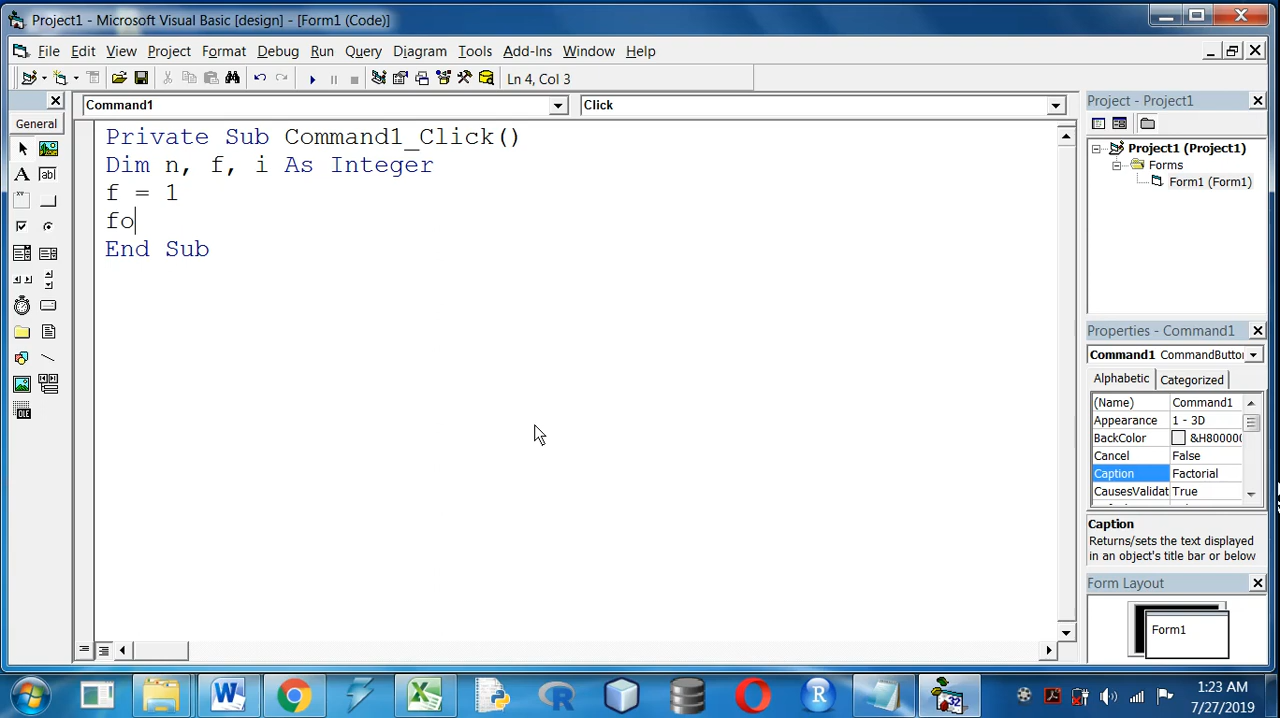 Project1 - Microsoft Visual Basic [design] - [Form1 (Code)]
File Edit View Project Format Debug Run Query Diagram Tools Add-Ins Window Help
Ln 4, Col 3
General
Command1
Click
Private Sub Command1_Click()
Dim n, f, i As Integer
f = 1
fo
End Sub
Project - Project1
Project1 (Project1)
Forms
Form1 (Form1)
Properties - Command1
Command1 CommandButton
Alphabetic Categorized
(Name) Command1
Appearance 1 - 3D
BackColor &H800000
Cancel False
Caption Factorial
CausesValidat True
Caption
Returns/sets the text displayed
in an object's title bar or below
Form Layout
Form1
1:23 AM
7/27/2019